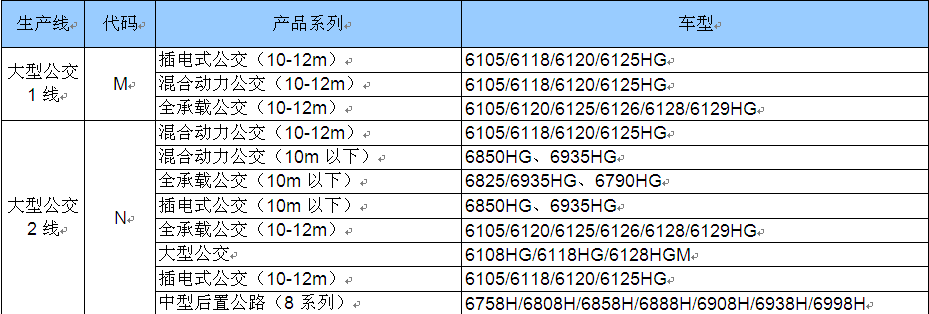 生产线 代码 产品系列 车型
大型公交1线 M 插电式公交（10-12m） 6105/6118/6120/6125HG
混合动力公交（10-12m） 6105/6118/6120/6125HG
全承载公交（10-12m） 6105/6120/6125/6126/6128/6129HG
大型公交2线 N 混合动力公交（10-12m） 6105/6118/6120/6125HG
混合动力公交（10m 以下） 6850HG、6935HG
全承载公交（10m 以下） 6825/6935HG、6790HG
插电式公交（10m 以下） 6850HG、6935HG
全承载公交（10-12m） 6105/6120/6125/6126/6128/6129HG
大型公交 6108HG/6118HG/6128HGM
插电式公交（10-12m） 6105/6118/6120/6125HG
中型后置公路（8 系列） 6758H/6808H/6858H/6888H/6908H/6938H/6998H